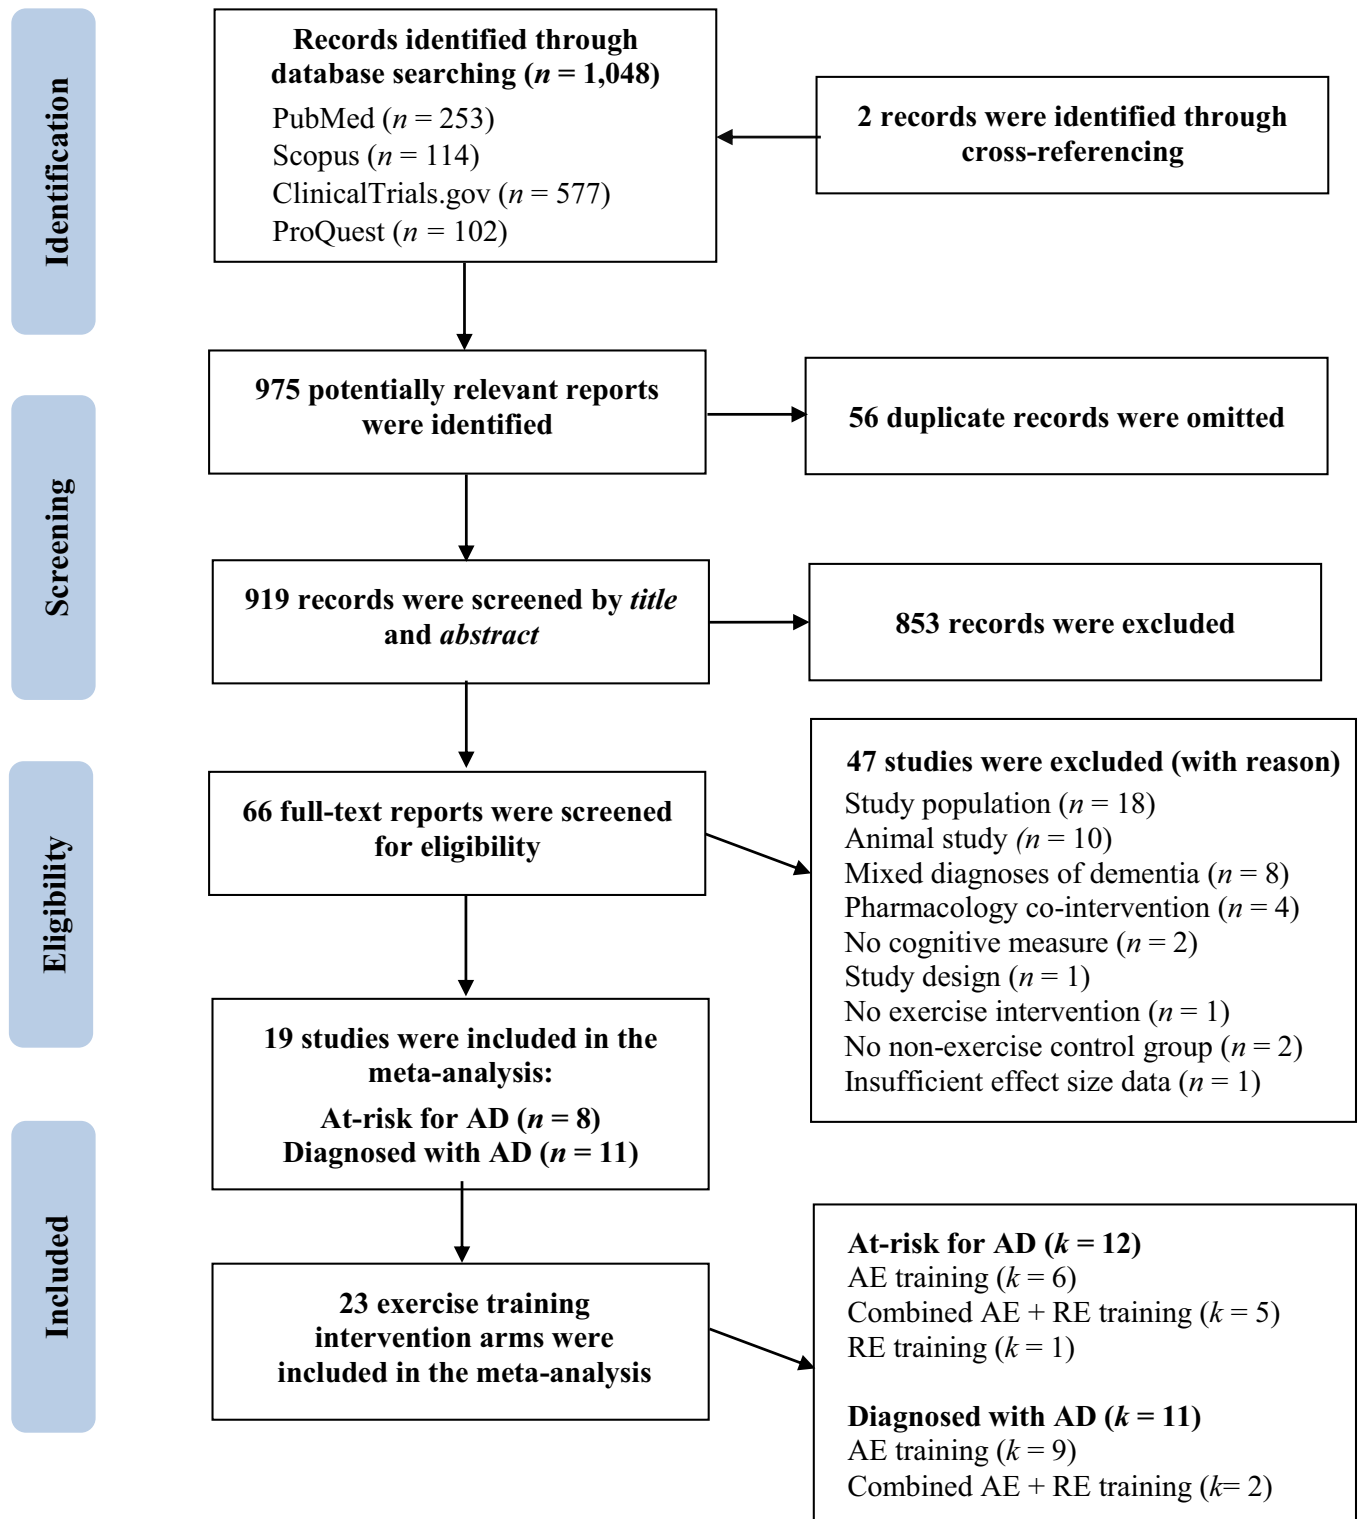 Identification
Records identified through
database searching (n = 1,048)
PubMed (n = 253)
Scopus (n = 114)
ClinicalTrials.gov (n = 577)
ProQuest (n = 102)
2 records were identified through
cross-referencing
Screening
975 potentially relevant reports
were identified
56 duplicate records were omitted
919 records were screened by title
and abstract
853 records were excluded
Eligibility
66 full-text reports were screened
for eligibility
47 studies were excluded (with reason)
Study population (n = 18)
Animal study (n = 10)
Mixed diagnoses of dementia (n = 8)
Pharmacology co-intervention (n = 4)
No cognitive measure (n = 2)
Study design (n = 1)
No exercise intervention (n = 1)
No non-exercise control group (n = 2)
Insufficient effect size data (n = 1)
19 studies were included in the
meta-analysis:
At-risk for AD (n = 8)
Diagnosed with AD (n = 11)
Included
23 exercise training
intervention arms were
included in the meta-analysis
At-risk for AD (k = 12)
AE training (k = 6)
Combined AE + RE training (k = 5)
RE training (k = 1)
Diagnosed with AD (k = 11)
AE training (k = 9)
Combined AE + RE training (k= 2)